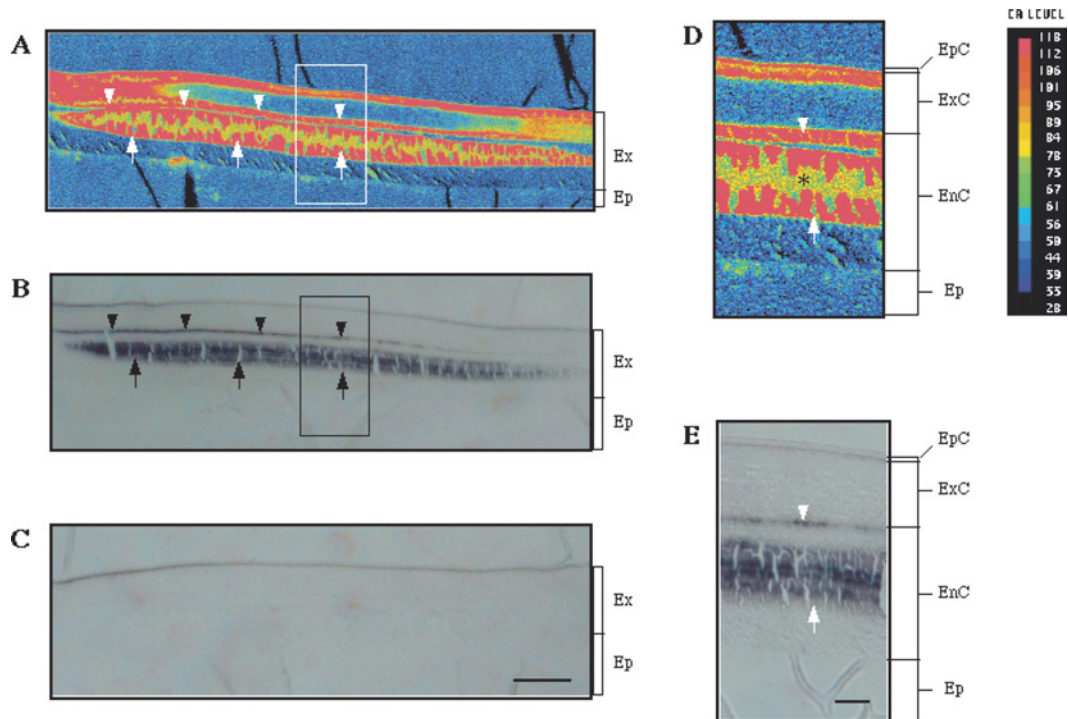 A
Ex
Ep
B
Ex
Ep
C
Ex
Ep
D
EpC
ExC
EnC
*
Ep
CA LEVEL
118
112
106
101
95
89
84
78
73
67
61
56
50
44
39
33
28
E
EpC
ExC
EnC
Ep